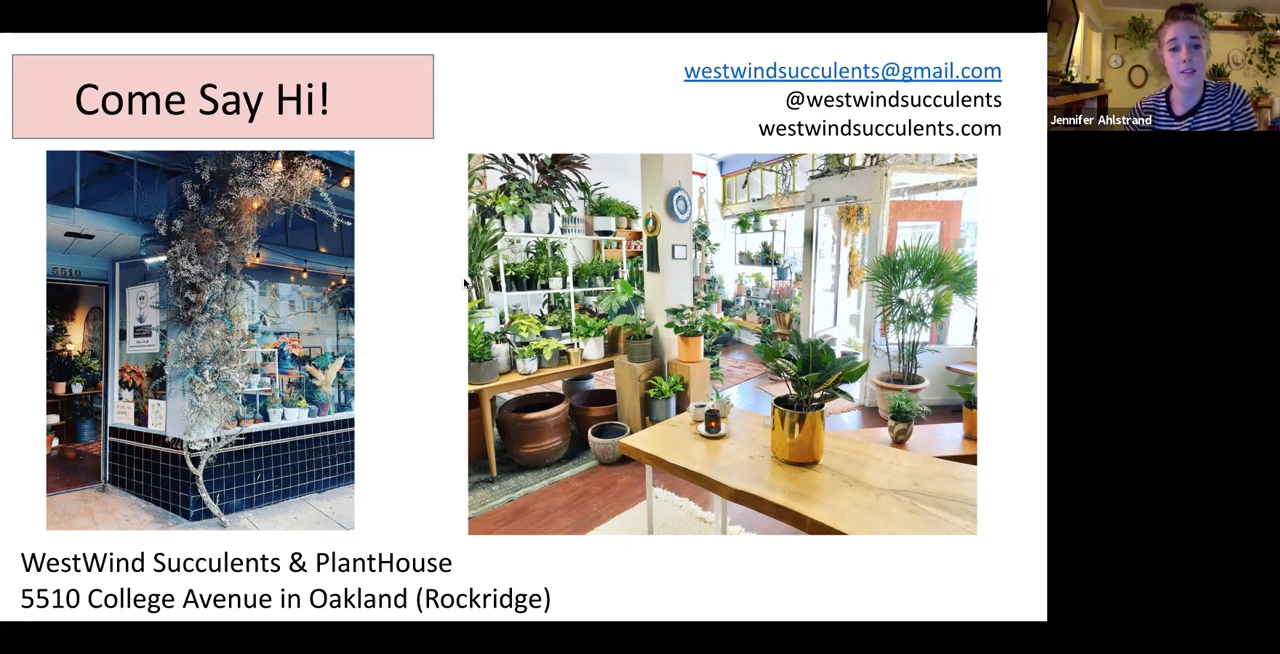 Come Say Hi!
westwindsucculents@gmail.com
@westwindsucculents
westwindsucculents.com
Jennifer Ahlstrand
5510
WestWind Succulents & PlantHouse
5510 College Avenue in Oakland (Rockridge)